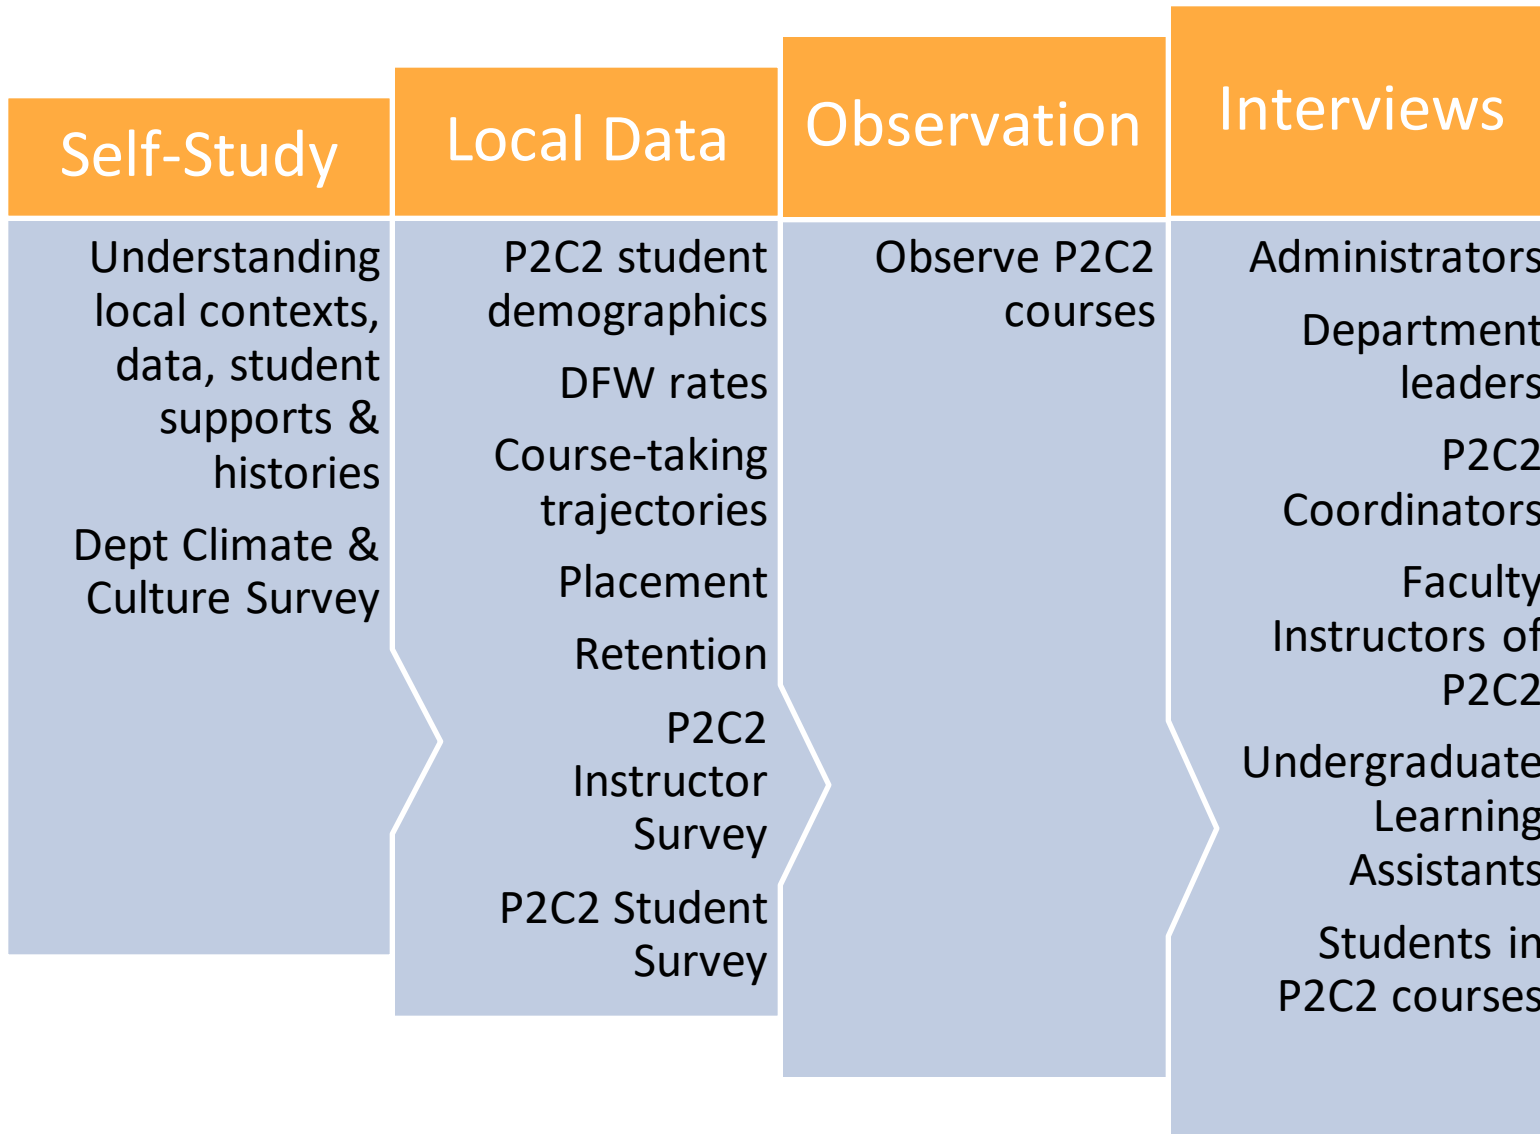 Self-Study
Understanding
local contexts,
data, student
supports &
histories
Dept Climate &
Culture Survey
Local Data
P2C2 student
demographics
DFW rates
Course-taking
trajectories
Placement
Retention
P2C2
Instructor
Survey
P2C2 Student
Survey
Observation
Observe P2C2
courses
Interviews
Administrators
Department
leaders
P2C2
Coordinators
Faculty
Instructors of
P2C2
Undergraduate
Learning
Assistants
Students in
P2C2 courses